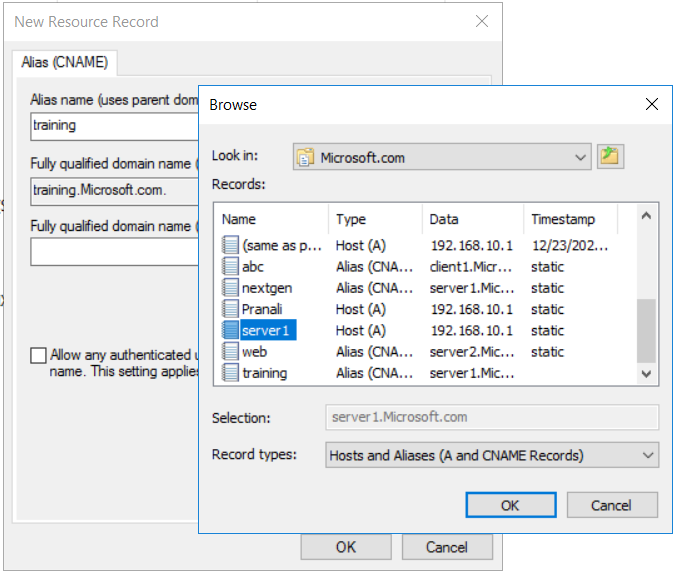 New Resource Record
Alias (CNAME)
Alias name (uses parent dom
training
Fully qualified domain name (
training.Microsoft.com.
Fully qualified domain name (
Allow any authenticated u
name. This setting applies
OK Cancel
Browse
Look in: Microsoft.com
Records:
Name Type Data Timestamp
(same as p... Host (A) 192.168.10.1 12/23/202...
abc Alias (CNA... client1.Micr... static
nextgen Alias (CNA... server1.Mic... static
Pranali Host (A) 192.168.10.1 static
server1 Host (A) 192.168.10.1 static
web Alias (CNA... server2.Mic... static
training Alias (CNA... server1.Mic...
Selection: server1.Microsoft.com
Record types: Hosts and Aliases (A and CNAME Records)
OK Cancel